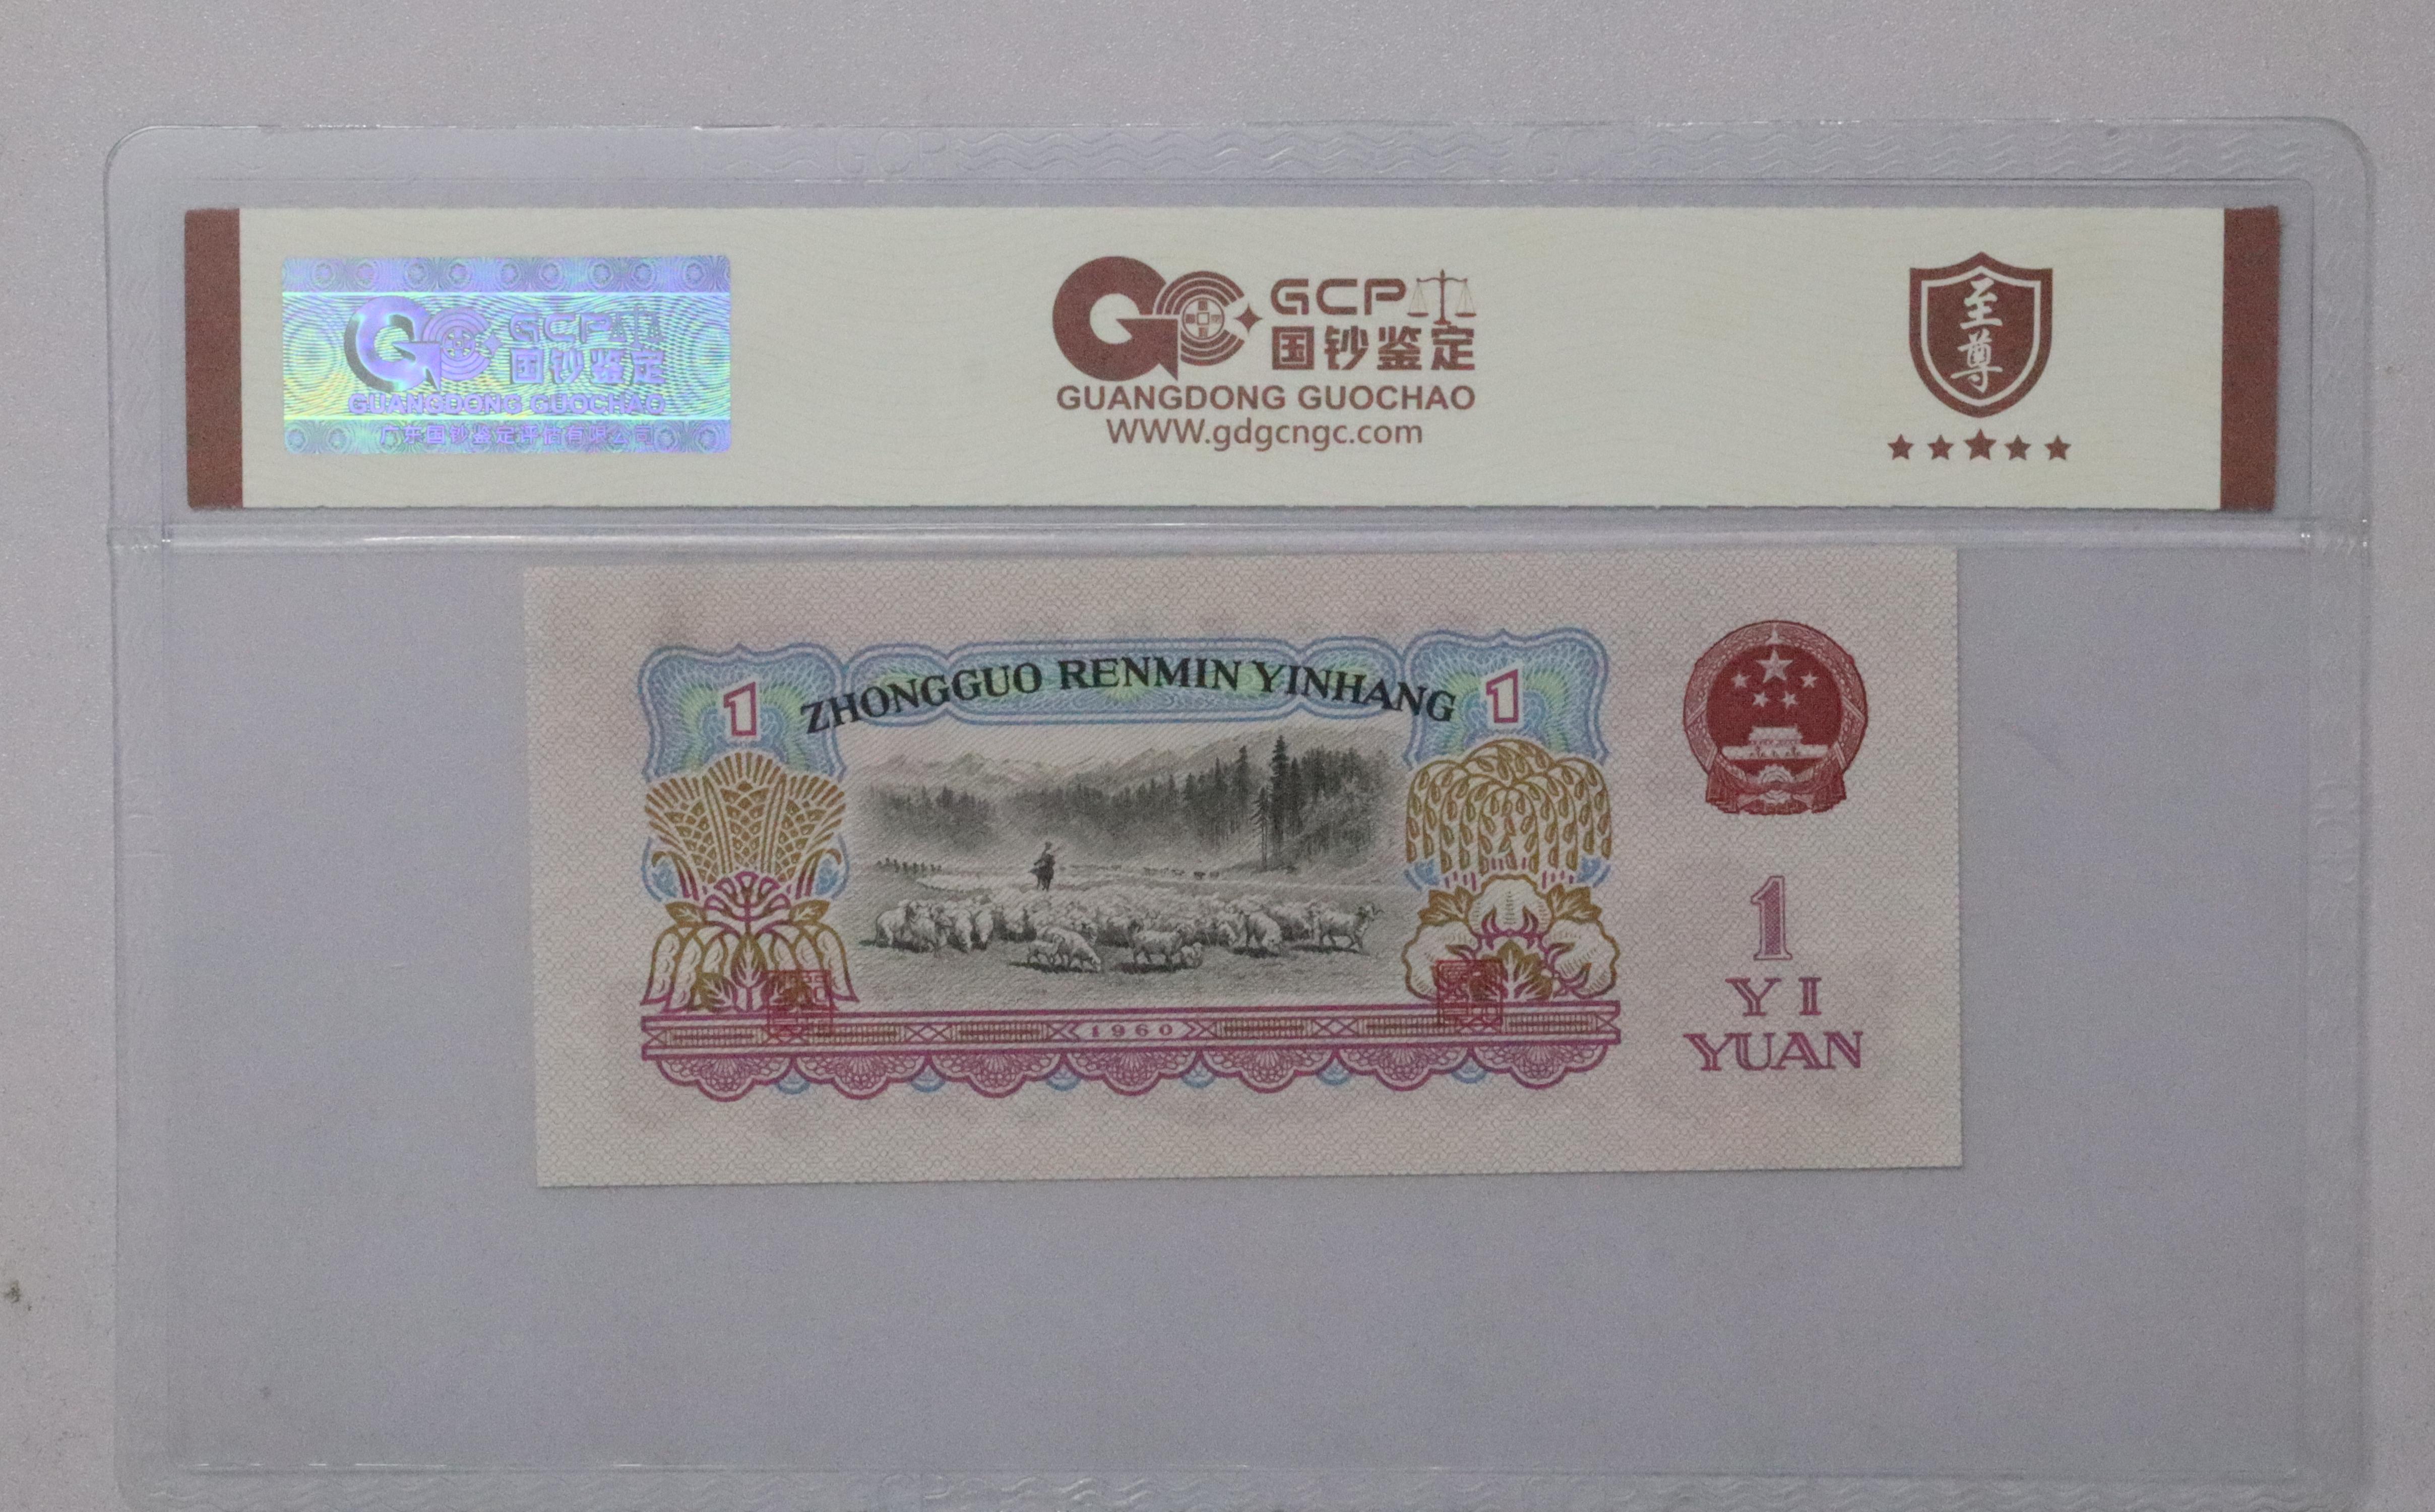 GCP
GCP
GCP
国钞鉴定
GUANGDONG GUOCHAO
广东国钞鉴定评估有限公司
GCP
国钞鉴定
GUANGDONG GUOCHAO
www.gdgcngc.com
至尊
1
ZHONGGUO RENMIN YINHANG
1
1960
1
YI
YUAN